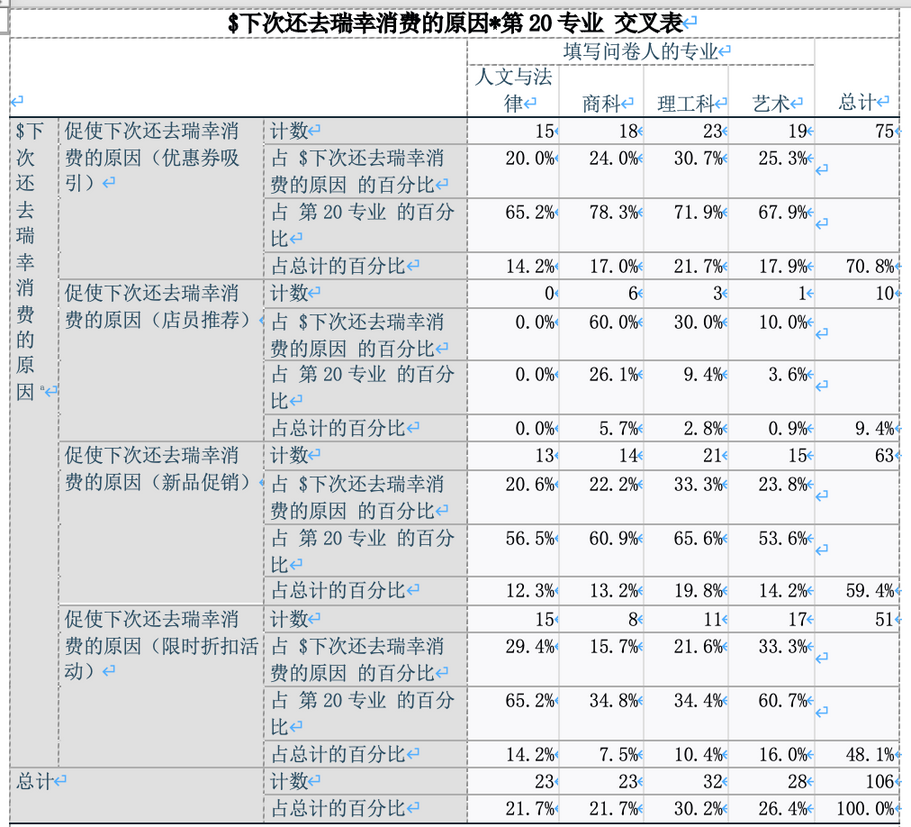 $下次还去瑞幸消费的原因*第 20 专业 交叉表
填写问卷人的专业
人文与法律 商科 理工科 艺术 总计
$下次还去瑞幸消费的原因a
促使下次还去瑞幸消费的原因（优惠券吸引）
计数 15 18 23 19 75
占 $下次还去瑞幸消费的原因 的百分比 20.0% 24.0% 30.7% 25.3%
占 第 20 专业 的百分比 65.2% 78.3% 71.9% 67.9%
占总计的百分比 14.2% 17.0% 21.7% 17.9% 70.8%
促使下次还去瑞幸消费的原因（店员推荐）
计数 0 6 3 1 10
占 $下次还去瑞幸消费的原因 的百分比 0.0% 60.0% 30.0% 10.0%
占 第 20 专业 的百分比 0.0% 26.1% 9.4% 3.6%
占总计的百分比 0.0% 5.7% 2.8% 0.9% 9.4%
促使下次还去瑞幸消费的原因（新品促销）
计数 13 14 21 15 63
占 $下次还去瑞幸消费的原因 的百分比 20.6% 22.2% 33.3% 23.8%
占 第 20 专业 的百分比 56.5% 60.9% 65.6% 53.6%
占总计的百分比 12.3% 13.2% 19.8% 14.2% 59.4%
促使下次还去瑞幸消费的原因（限时折扣活动）
计数 15 8 11 17 51
占 $下次还去瑞幸消费的原因 的百分比 29.4% 15.7% 21.6% 33.3%
占 第 20 专业 的百分比 65.2% 34.8% 34.4% 60.7%
占总计的百分比 14.2% 7.5% 10.4% 16.0% 48.1%
总计 计数 23 23 32 28 106
占总计的百分比 21.7% 21.7% 30.2% 26.4% 100.0%